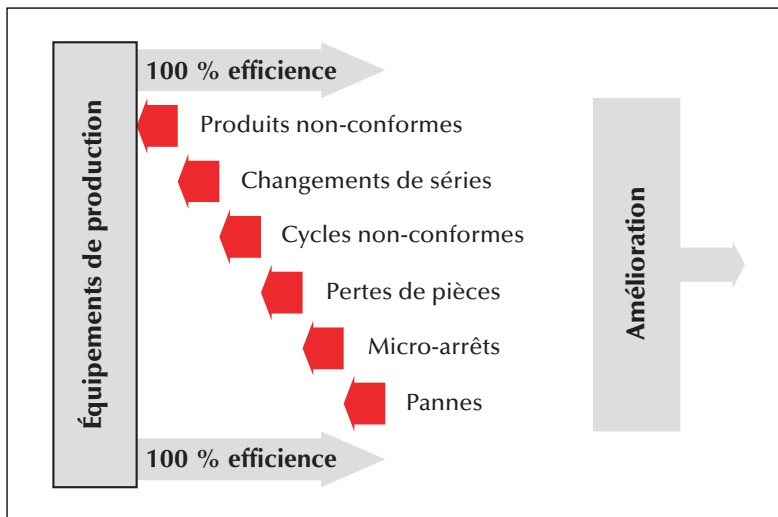 Équipements de production
100 % efficience
Produits non-conformes
Changements de séries
Cycles non-conformes
Pertes de pièces
Micro-arrêts
Pannes
100 % efficience
Amélioration